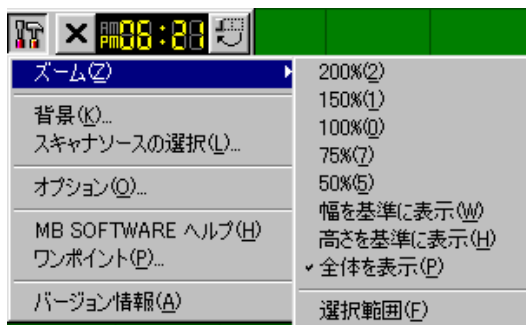 AM
PM 06:21
ズーム(Z)
背景(K)...
スキャナソースの選択(L)...
オプション(O)...
MB SOFTWARE ヘルプ(H)
ワンポイント(P)...
バージョン情報(A)
200%(2)
150%(1)
100%(0)
75%(7)
50%(5)
幅を基準に表示(W)
高さを基準に表示(H)
全体を表示(P)
選択範囲(F)